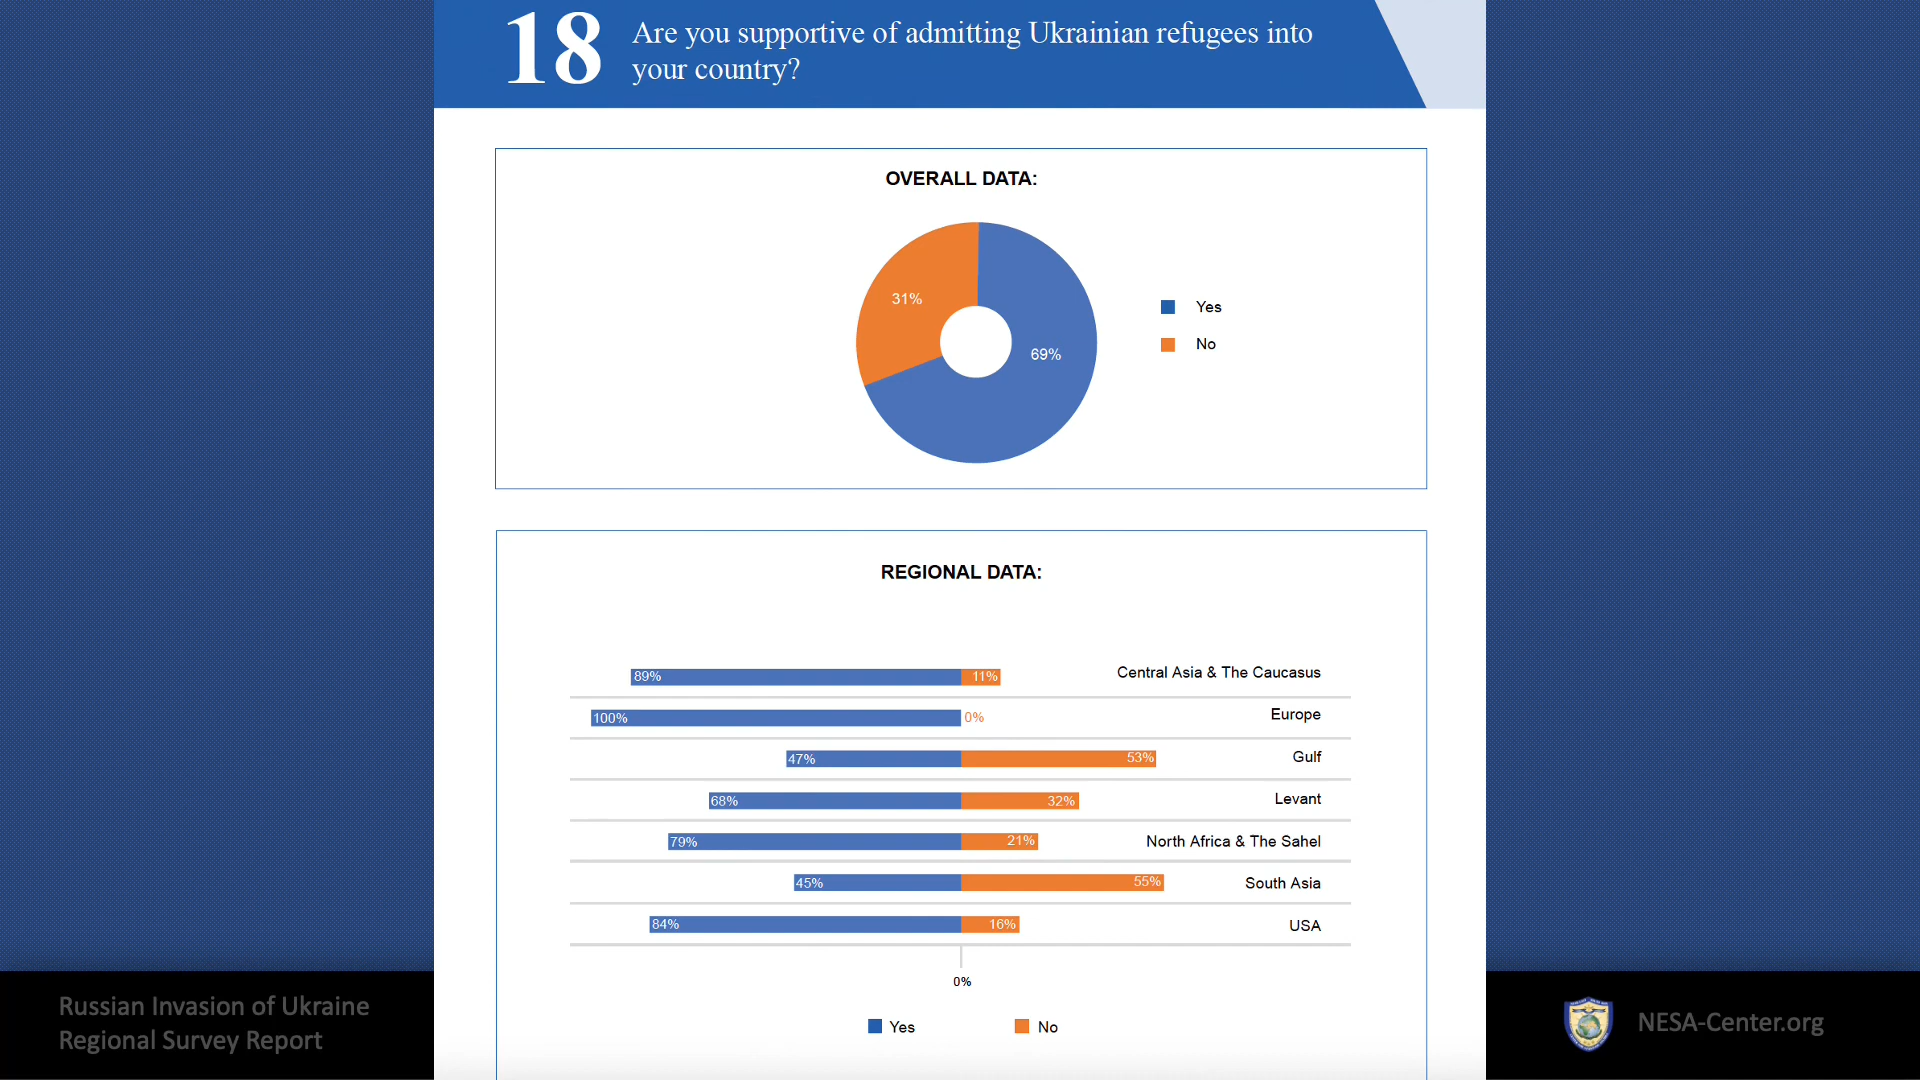 18
Are you supportive of admitting Ukrainian refugees into
your country?
OVERALL DATA:
31%
69%
Yes
No
REGIONAL DATA:
89% 11% Central Asia & The Caucasus
100% 0% Europe
47% 53% Gulf
68% 32% Levant
79% 21% North Africa & The Sahel
45% 55% South Asia
84% 16% USA
0%
Yes No
Russian Invasion of Ukraine
Regional Survey Report
NESA-Center.org